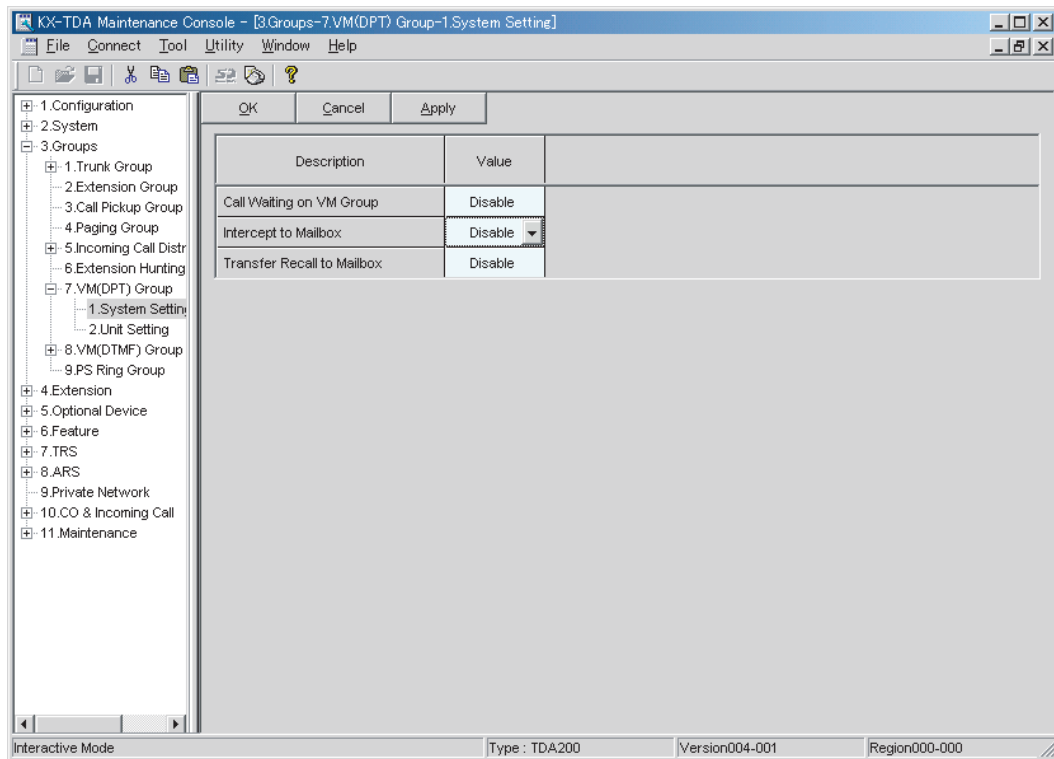 KX-TDA Maintenance Console - [3.Groups-7.VM(DPT) Group-1.System Setting]
File Connect Tool Utility Window Help
1.Configuration
2.System
3.Groups
1.Trunk Group
2.Extension Group
3.Call Pickup Group
4.Paging Group
5.Incoming Call Distr
6.Extension Hunting
7.VM(DPT) Group
1.System Setting
2.Unit Setting
8.VM(DTMF) Group
9.PS Ring Group
4.Extension
5.Optional Device
6.Feature
7.TRS
8.ARS
9.Private Network
10.CO & Incoming Call
11.Maintenance
OK Cancel Apply
Description Value
Call Waiting on VM Group Disable
Intercept to Mailbox Disable
Transfer Recall to Mailbox Disable
Interactive Mode Type : TDA200 Version004-001 Region000-000